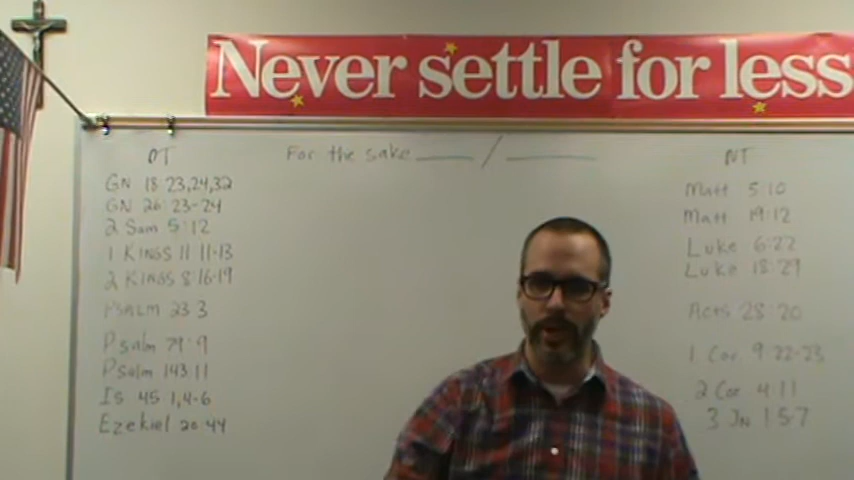 Never settle for less
OT
GN 18:23,24,32
GN 26:23-24
2 Sam 5:12
1 KINGS 11 11-13
2 KINGS 8 16-19
PSALM 23 3
Psalm 79:9
Psalm 143 11
Is 45 1,4-6
Ezekiel 20:44
For the sake ____ / ____
NT
Matt 5:10
Matt 19:12
Luke 6:22
Luke 18:29
Acts 28:20
1 Cor 9:22-23
2 Cor 4:11
3 JN 1:5-7